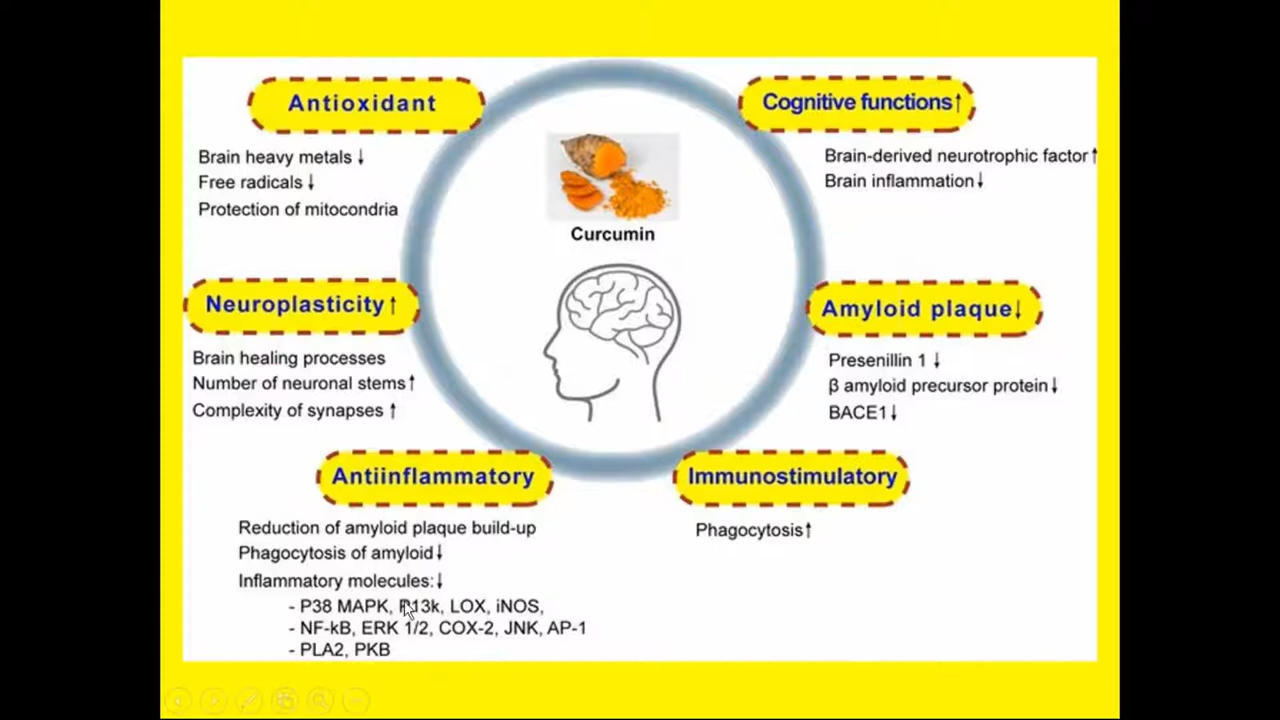 Antioxidant
Brain heavy metals ↓
Free radicals ↓
Protection of mitocondria
Cognitive functions↑
Brain-derived neurotrophic factor↑
Brain inflammation↓
Curcumin
Neuroplasticity↑
Brain healing processes
Number of neuronal stems↑
Complexity of synapses ↑
Amyloid plaque↓
Presenillin 1 ↓
β amyloid precursor protein↓
BACE1↓
Antiinflammatory
Reduction of amyloid plaque build-up
Phagocytosis of amyloid↓
Inflammatory molecules:↓
- P38 MAPK, P13k, LOX, iNOS,
- NF-kB, ERK 1/2, COX-2, JNK, AP-1
- PLA2, PKB
Immunostimulatory
Phagocytosis↑